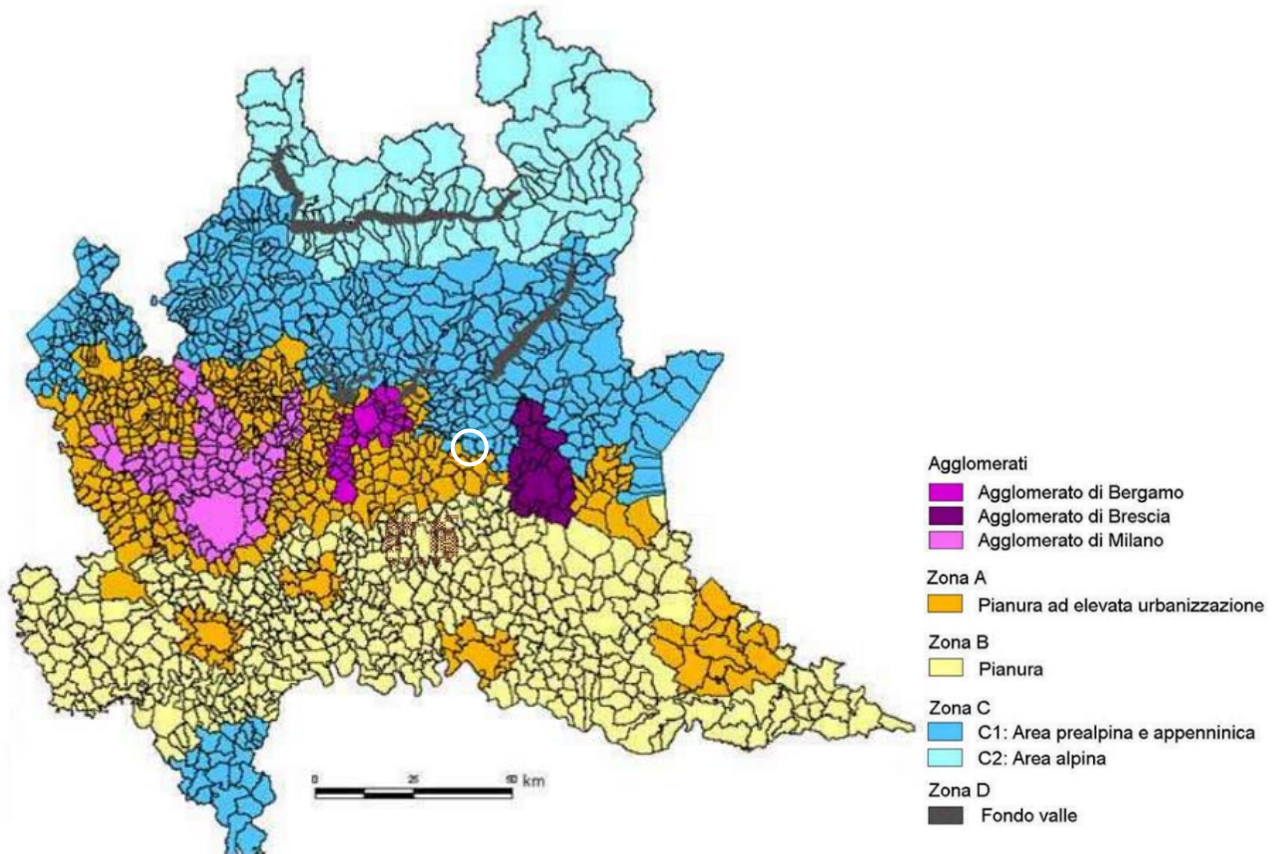 Agglomerati
Agglomerato di Bergamo
Agglomerato di Brescia
Agglomerato di Milano
Zona A
Pianura ad elevata urbanizzazione
Zona B
Pianura
Zona C
C1: Area prealpina e appenninica
C2: Area alpina
Zona D
Fondo valle
0 25 50 km